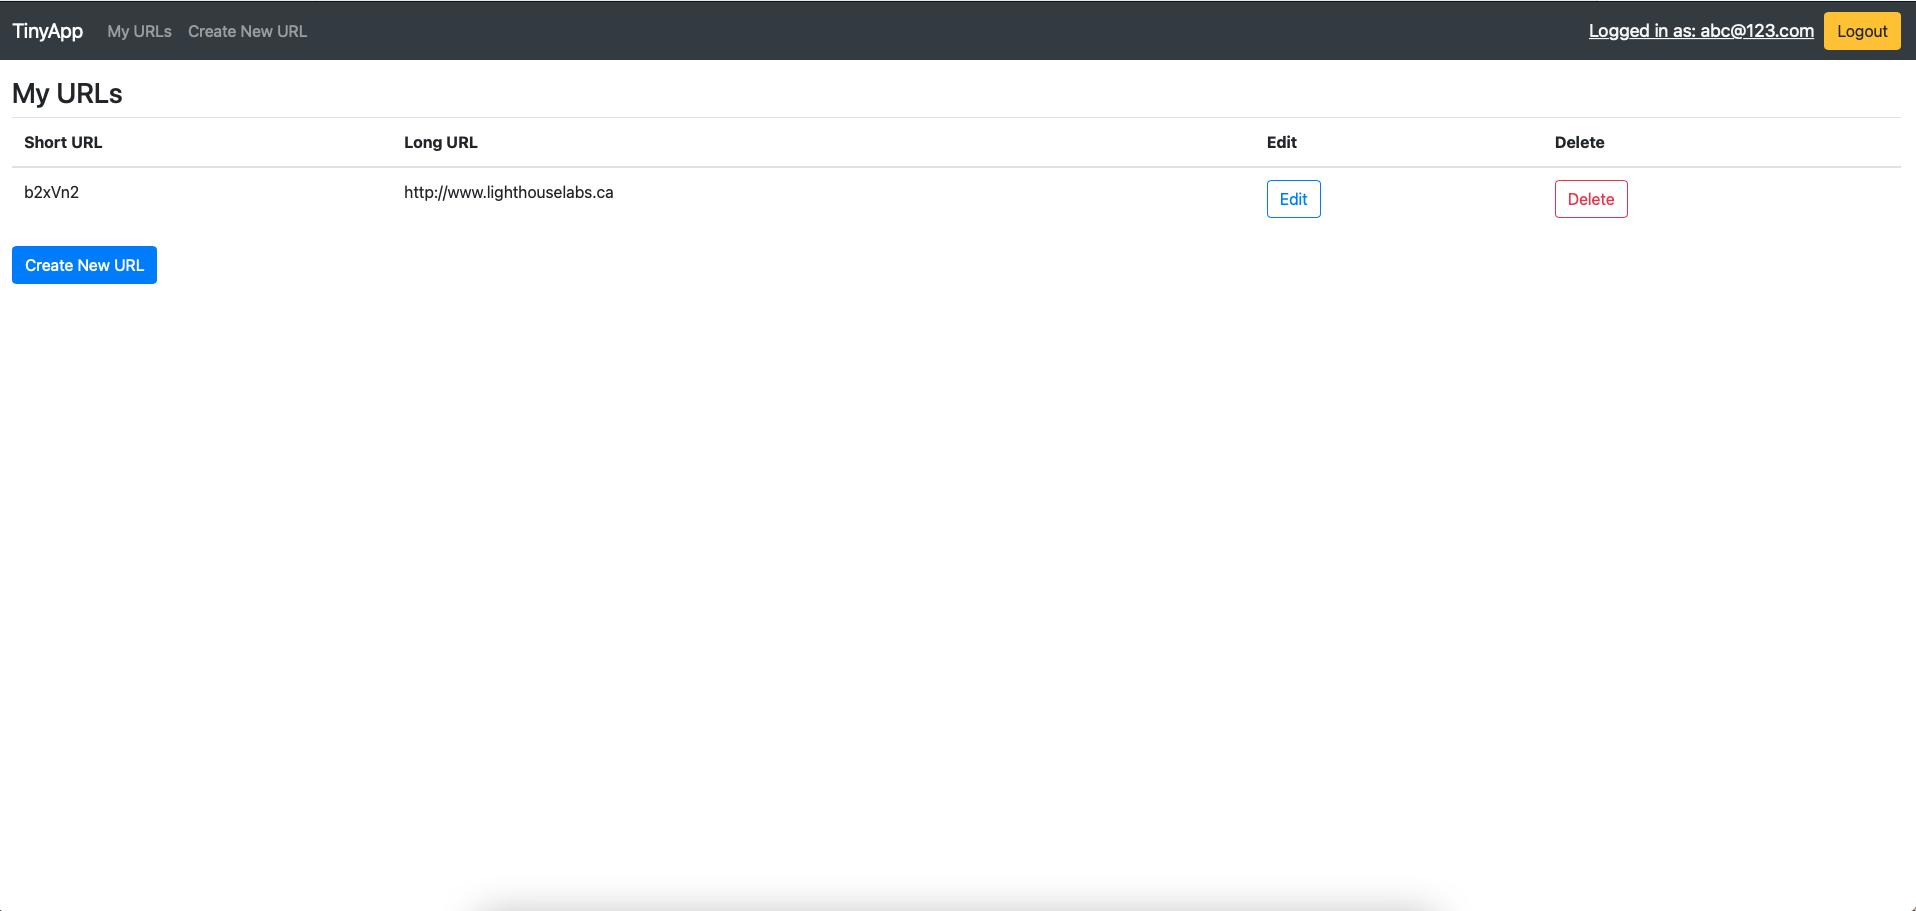 TinyApp My URLs Create New URL Logged in as: abc@123.com Logout
My URLs
Short URL Long URL Edit Delete
b2xVn2 http://www.lighthouselabs.ca Edit Delete
Create New URL